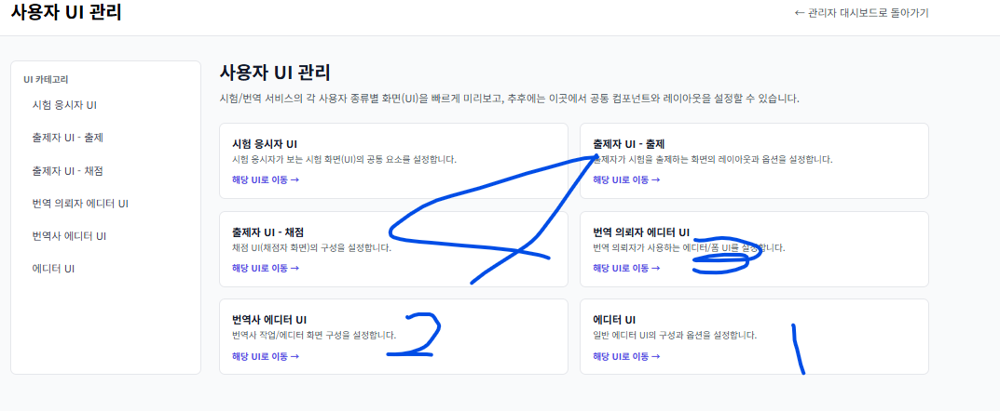 사용자 UI 관리
← 관리자 대시보드로 돌아가기
UI 카테고리
시험 응시자 UI
출제자 UI - 출제
출제자 UI - 채점
번역 의뢰자 에디터 UI
번역사 에디터 UI
에디터 UI
사용자 UI 관리
시험/번역 서비스의 각 사용자 종류별 화면(UI)을 빠르게 미리보고, 추후에는 이곳에서 공통 컴포넌트와 레이아웃을 설정할 수 있습니다.
시험 응시자 UI
시험 응시자가 보는 시험 화면(UI)의 공통 요소를 설정합니다.
해당 UI로 이동 →
출제자 UI - 출제
출제자가 시험을 출제하는 화면의 레이아웃과 옵션을 설정합니다.
해당 UI로 이동 →
출제자 UI - 채점
채점 UI(채점자 화면)의 구성을 설정합니다.
해당 UI로 이동 →
4
번역 의뢰자 에디터 UI
번역 의뢰자가 사용하는 에디터/폼 UI를 설정합니다.
해당 UI로 이동 →
3
번역사 에디터 UI
번역사 작업/에디터 화면 구성을 설정합니다.
해당 UI로 이동 →
2
에디터 UI
일반 에디터 UI의 구성과 옵션을 설정합니다.
해당 UI로 이동 →
1